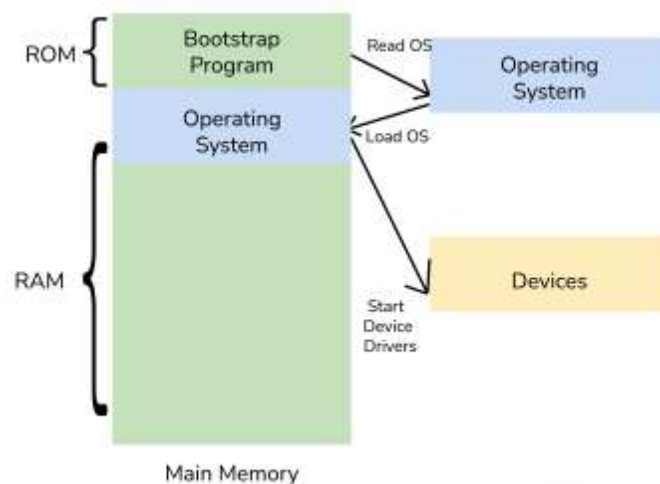 ROM
Bootstrap
Program
Read OS
Operating
System
Operating
System
Load OS
RAM
Devices
Start
Device
Drivers
Main Memory